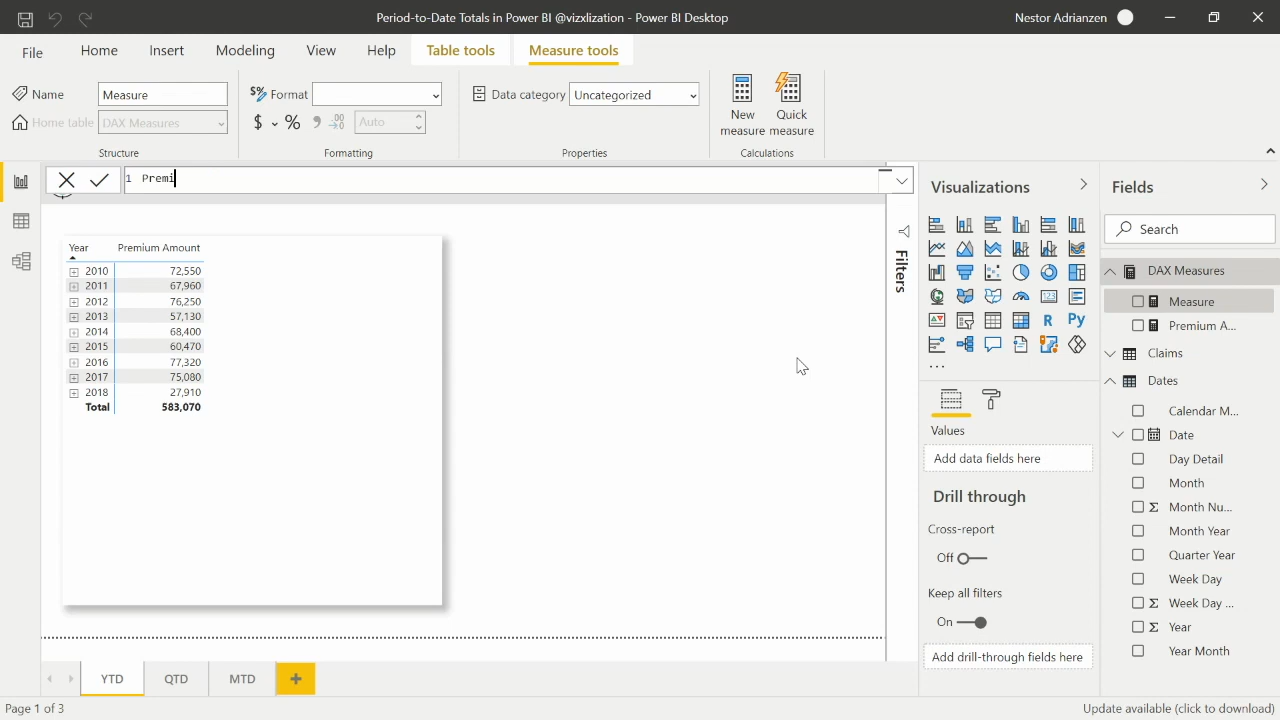 Period-to-Date Totals in Power BI @vizxlization - Power BI Desktop
Nestor Adrianzen
File
Home
Insert
Modeling
View
Help
Table tools
Measure tools
Name
Measure
Home table
DAX Measures
Structure
$% Format
$
%
,
.00
Auto
Formatting
Data category
Uncategorized
Properties
New measure
Quick measure
Calculations
1 Premi
Year
Premium Amount
2010 72,550
2011 67,960
2012 76,250
2013 57,130
2014 68,400
2015 60,470
2016 77,320
2017 75,080
2018 27,910
Total 583,070
Filters
Visualizations
123
R
Py
...
Values
Add data fields here
Drill through
Cross-report
Off
Keep all filters
On
Add drill-through fields here
Fields
Search
DAX Measures
Measure
Premium A...
Claims
Dates
Calendar M...
Date
Day Detail
Month
Σ Month Nu...
Month Year
Quarter Year
Week Day
Σ Week Day ...
Σ Year
Year Month
YTD
QTD
MTD
+
Page 1 of 3
Update available (click to download)